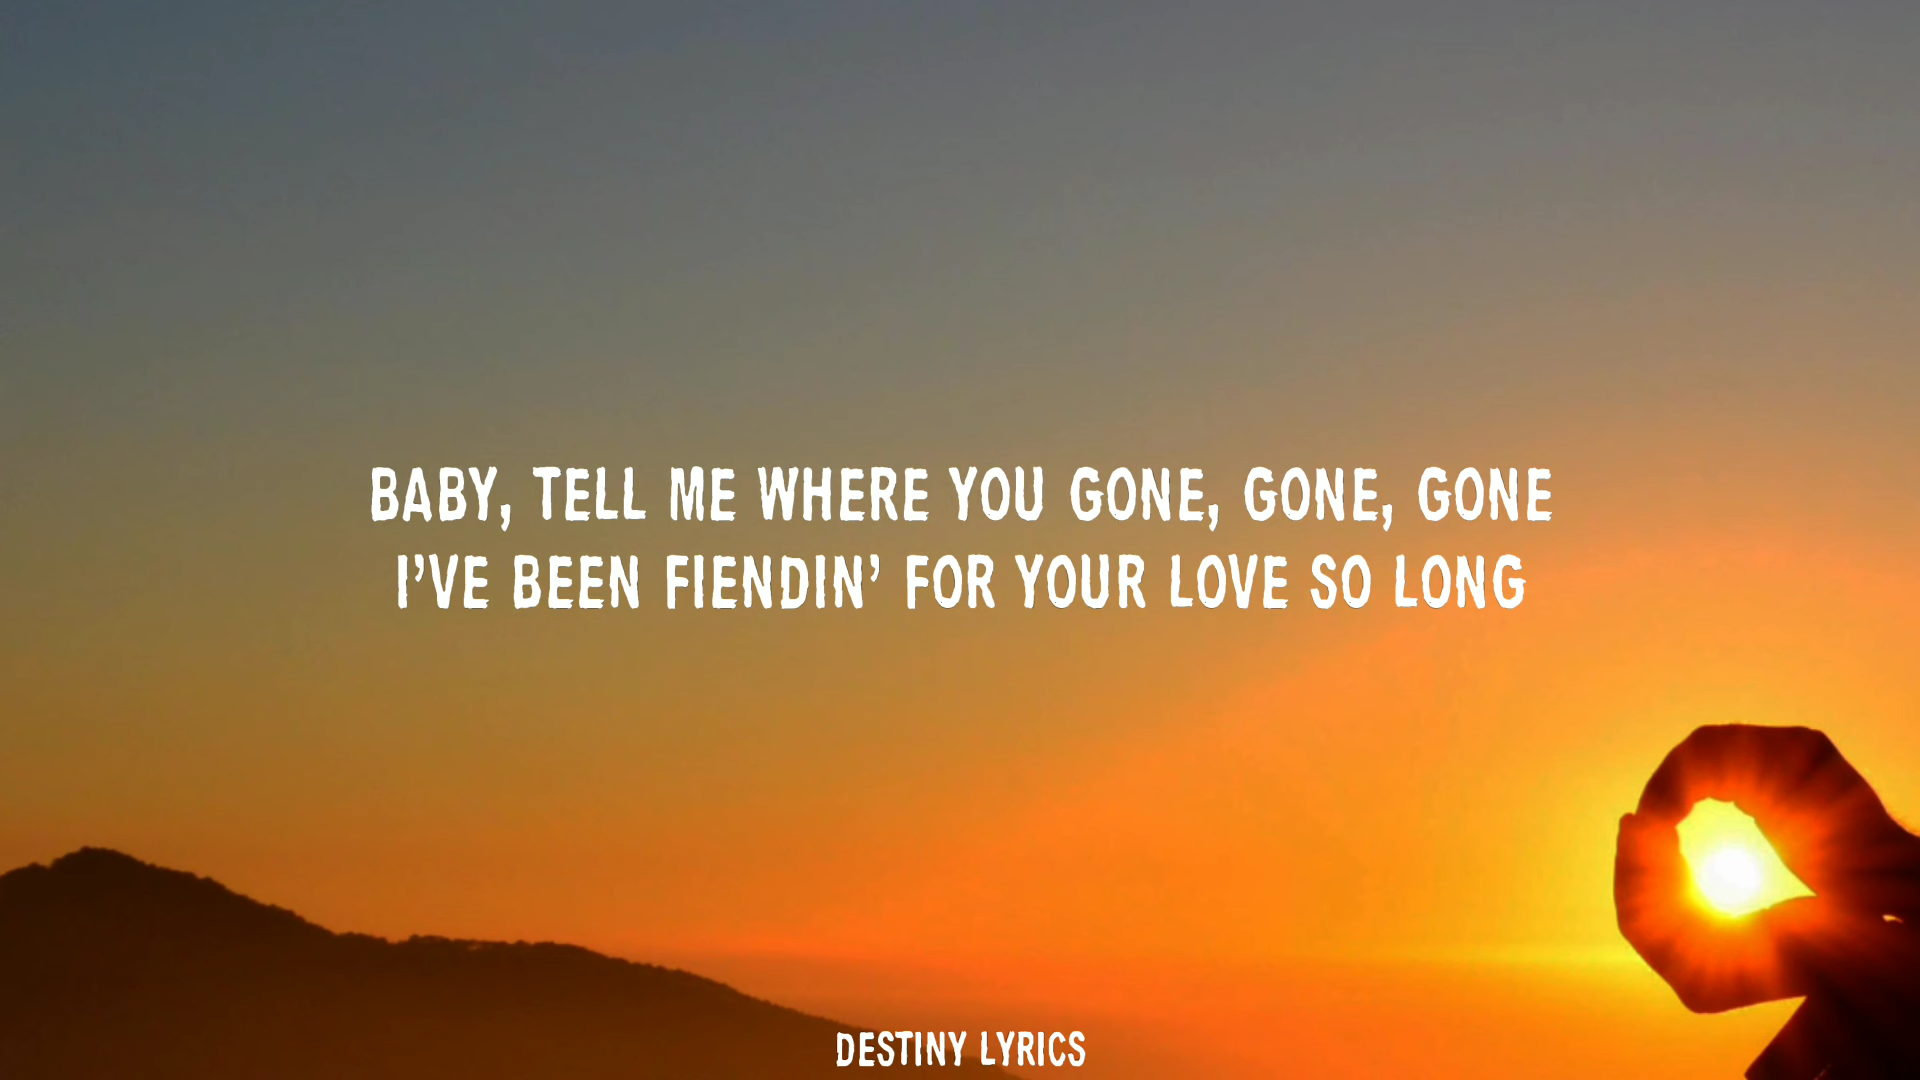 BABY, TELL ME WHERE YOU GONE, GONE, GONE
I'VE BEEN FIENDIN' FOR YOUR LOVE SO LONG
DESTINY LYRICS